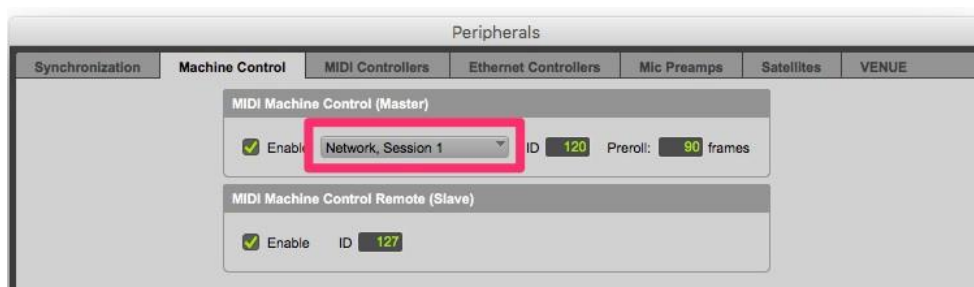 Peripherals
Synchronization Machine Control MIDI Controllers Ethernet Controllers Mic Preamps Satellites VENUE
MIDI Machine Control (Master)
Enable Network, Session 1 ID 120 Preroll: 90 frames
MIDI Machine Control Remote (Slave)
Enable ID 127